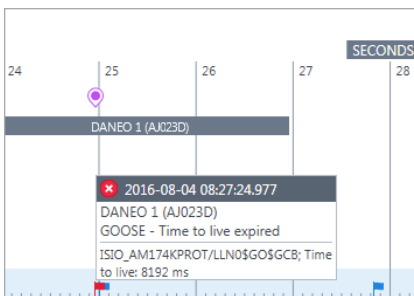 SECONDS
24 25 26 27 28
DANEO 1 (AJ023D)
2016-08-04 08:27:24.977
DANEO 1 (AJ023D)
GOOSE - Time to live expired
ISIO_AM174KPROT/LLN0$GO$GCB; Time
to live: 8192 ms